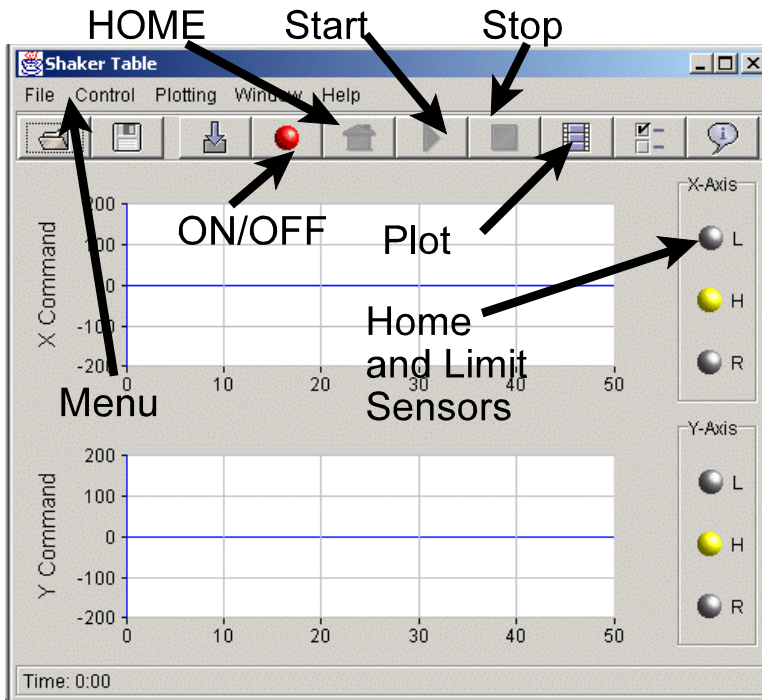 HOME Start Stop
Shaker Table
File Control Plotting Window Help
ON/OFF
Plot
X-Axis
L
H
R
X Command
200
100
0
-100
-200
0 10 20 30 40 50
Home
and Limit
Sensors
Menu
Y-Axis
L
H
R
Y Command
200
100
0
-100
-200
0 10 20 30 40 50
Time: 0:00